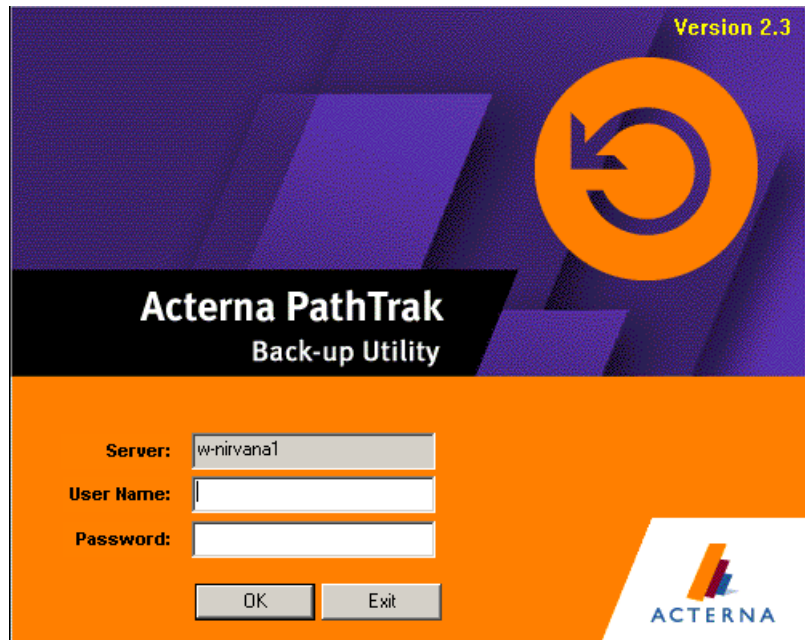 Version 2.3
Acterna PathTrak
Back-up Utility
Server: w-nirvana1
User Name:
Password:
OK Exit
ACTERNA